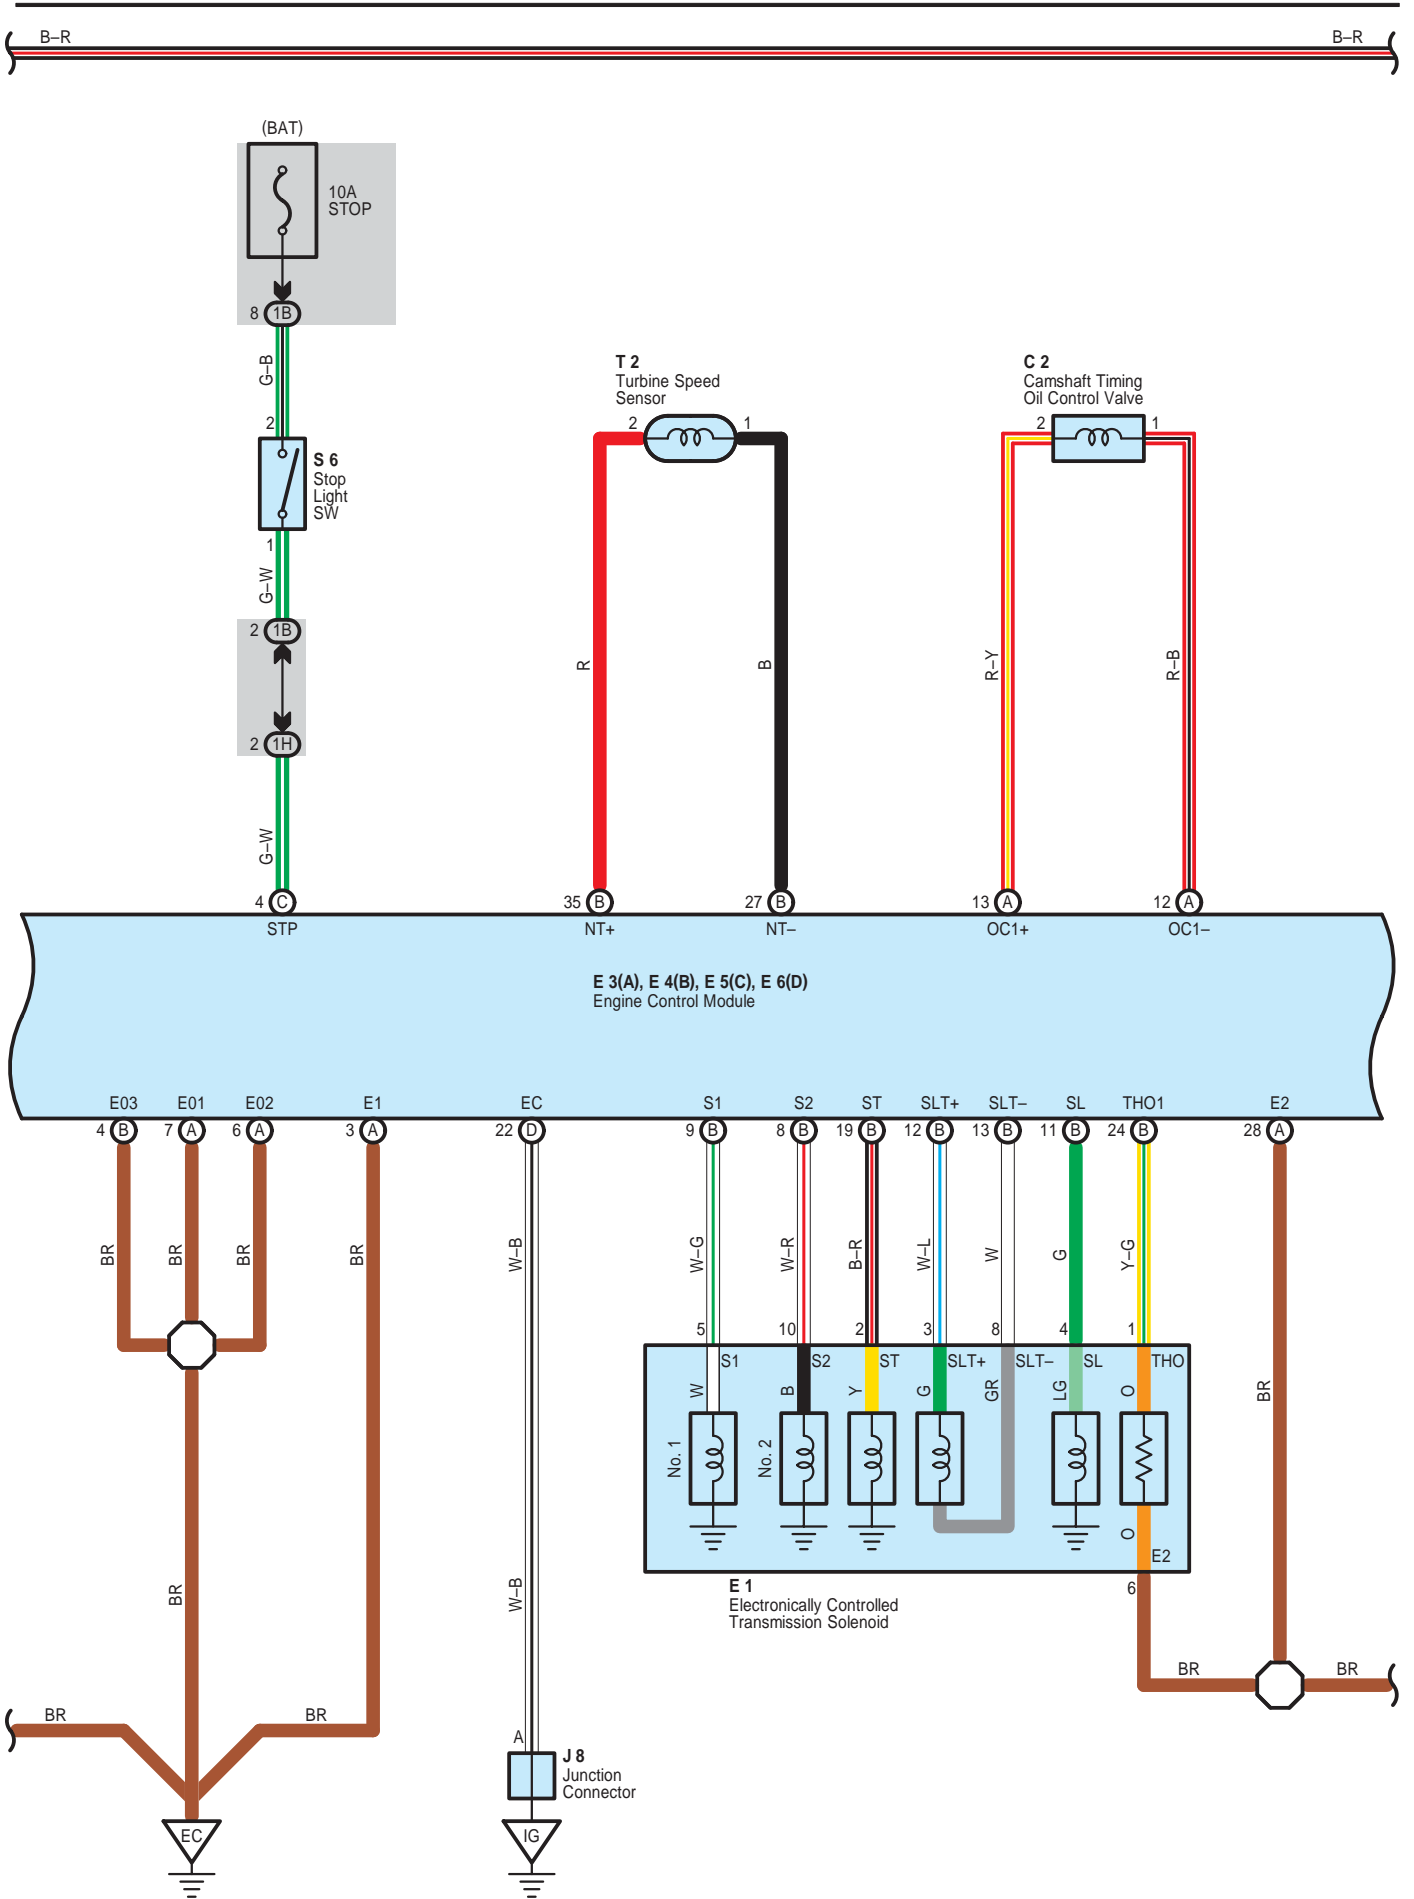 B–R B–R
(BAT)
10A
STOP
8 1B
G–B
2
S 6
Stop
Light
SW
1
G–W
2 1B
2 1H
G–W
T 2
Turbine Speed
Sensor
2 1
R B
C 2
Camshaft Timing
Oil Control Valve
2 1
R–Y R–B
4 C 35 B 27 B 13 A 12 A
STP NT+ NT– OC1+ OC1–
E 3(A), E 4(B), E 5(C), E 6(D)
Engine Control Module
E03 E01 E02 E1 EC S1 S2 ST SLT+ SLT– SL THO1 E2
4 B 7 A 6 A 3 A 22 D 9 B 8 B 19 B 12 B 13 B 11 B 24 B 28 A
BR BR BR BR W–B W–G W–R B–R W–L W G Y–G
5 10 2 3 8 4 1
S1 S2 ST SLT+ SLT– SL THO
W B Y G GR LG O BR
No. 1 No. 2
O
E2
6
E 1
Electronically Controlled
Transmission Solenoid
BR W–B
BR BR
BR BR
A
J 8
Junction
Connector
EC IG